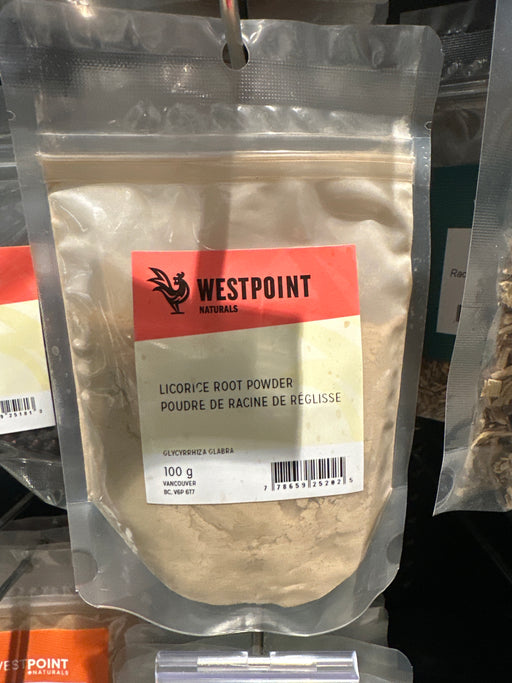 WESTPOINT
NATURALS
LICORICE ROOT POWDER
POUDRE DE RACINE DE RÉGLISSE
GLYCYRRHIZA GLABRA
100 g
VANCOUVER
BC, V6P 6T7
7 78659 25202 5
WESTPOINT
NATURALS